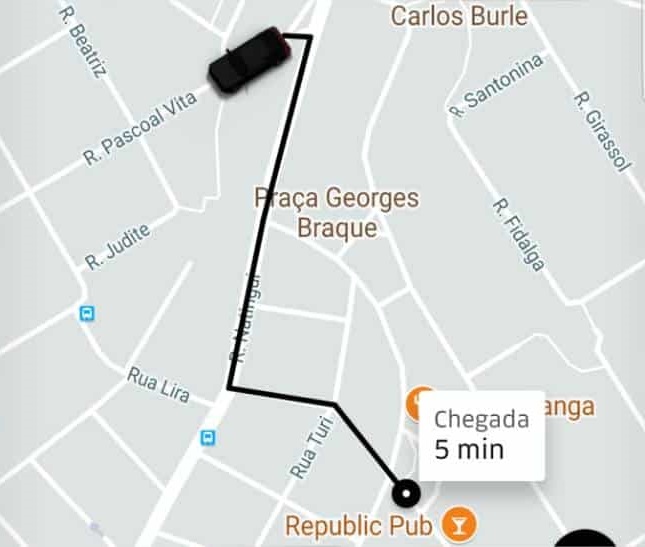 Carlos Burle
R. Beatriz
R. Santonina
R. Girassol
R. Pascoal Vita
Praça Georges
Braque
R. Fidalga
R. Judite
R. Natingui
Rua Lira
Chegada
5 min
anga
Rua Turi
Republic Pub